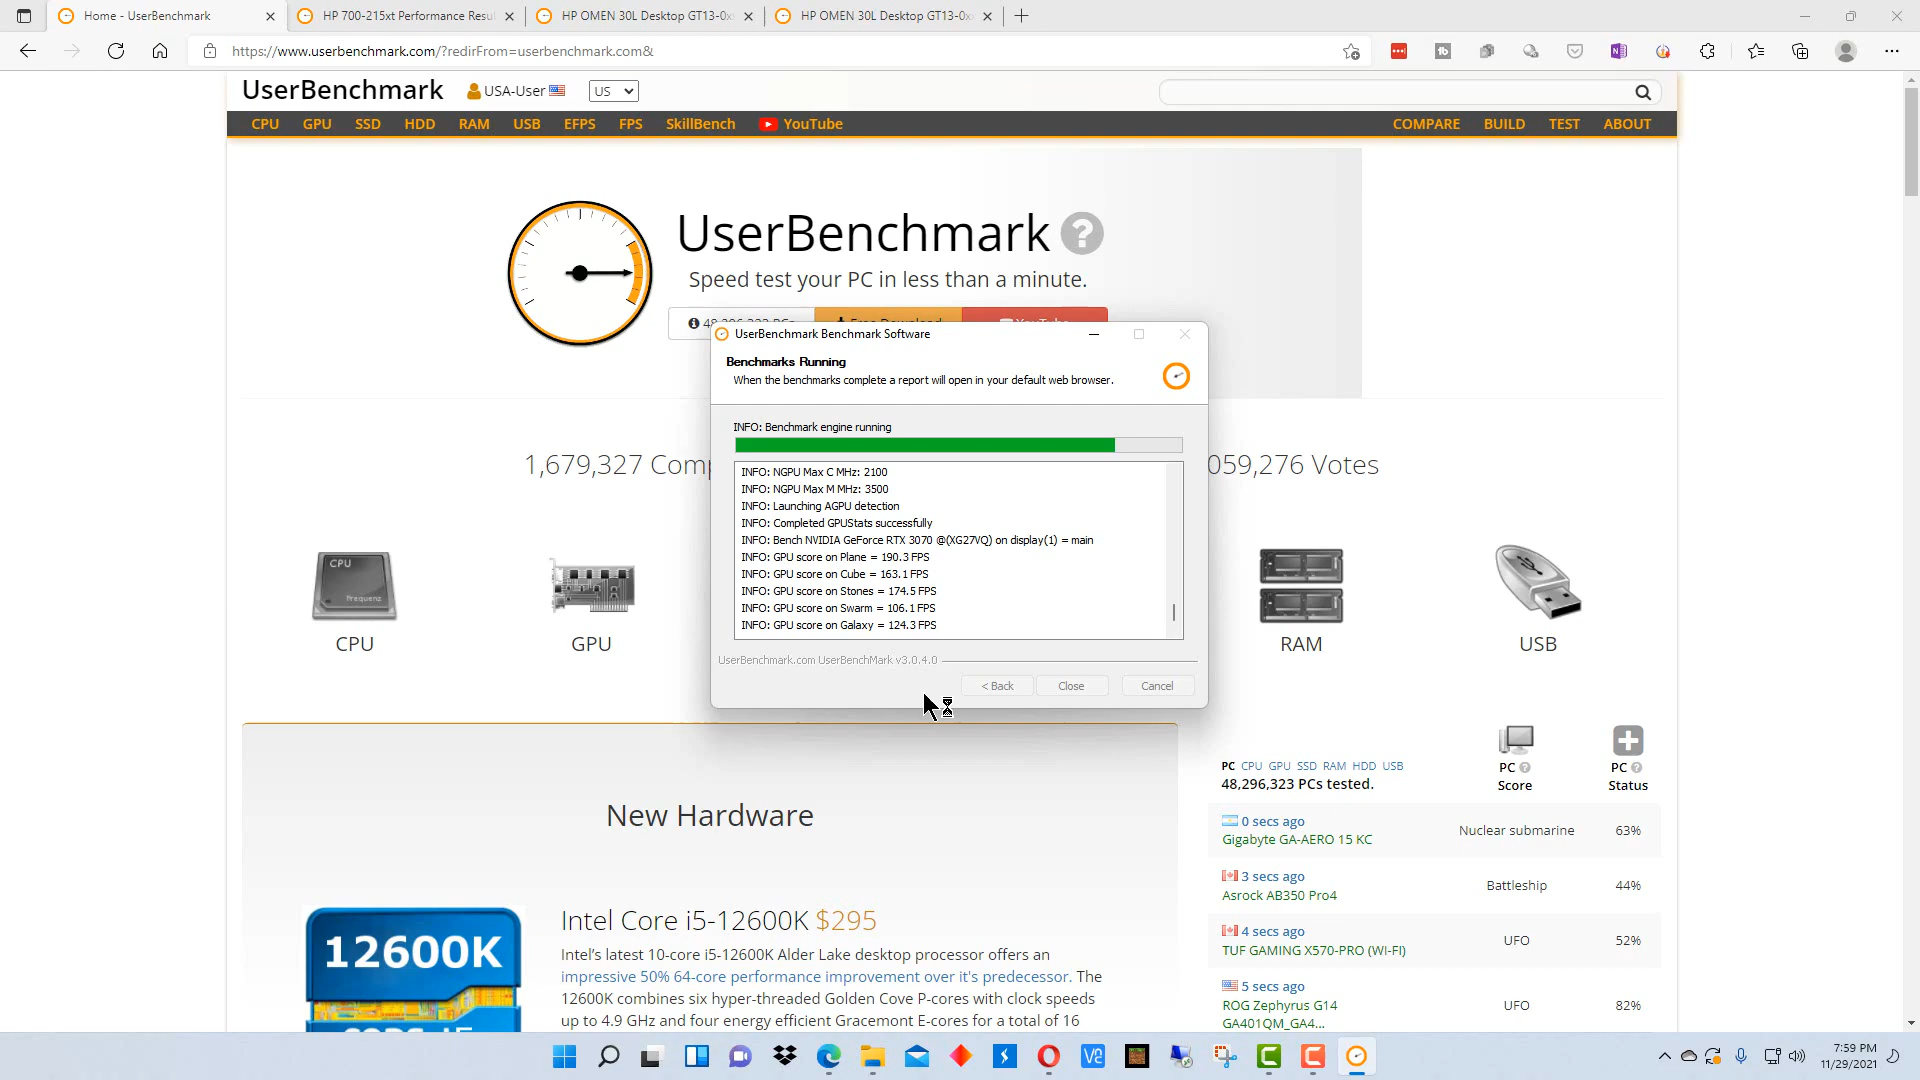 Home - UserBenchmark
HP 700-215xt Performance Resul
HP OMEN 30L Desktop GT13-0xx
HP OMEN 30L Desktop GT13-0xx
https://www.userbenchmark.com/?redirFrom=userbenchmark.com&
UserBenchmark
USA-User
US
CPU GPU SSD HDD RAM USB EFPS FPS SkillBench YouTube
COMPARE BUILD TEST ABOUT
UserBenchmark ?
Speed test your PC in less than a minute.
48,296,323 PCs
Free Download
YouTube
UserBenchmark Benchmark Software
Benchmarks Running
When the benchmarks complete a report will open in your default web browser.
INFO: Benchmark engine running
INFO: NGPU Max C MHz: 2100
INFO: NGPU Max M MHz: 3500
INFO: Launching AGPU detection
INFO: Completed GPUStats successfully
INFO: Bench NVIDIA GeForce RTX 3070 @(XG27VQ) on display(1) = main
INFO: GPU score on Plane = 190.3 FPS
INFO: GPU score on Cube = 163.1 FPS
INFO: GPU score on Stones = 174.5 FPS
INFO: GPU score on Swarm = 106.1 FPS
INFO: GPU score on Galaxy = 124.3 FPS
UserBenchmark.com UserBenchMark v3.0.4.0
< Back
Close
Cancel
1,679,327 Comp
059,276 Votes
CPU
Frequenz
CPU
GPU
RAM
USB
New Hardware
12600K
CORE i5
Intel Core i5-12600K $295
Intel's latest 10-core i5-12600K Alder Lake desktop processor offers an
impressive 50% 64-core performance improvement over it's predecessor. The
12600K combines six hyper-threaded Golden Cove P-cores with clock speeds
up to 4.9 GHz and four energy efficient Gracemont E-cores for a total of 16
PC CPU GPU SSD RAM HDD USB
48,296,323 PCs tested.
PC ?
Score
PC ?
Status
0 secs ago
Gigabyte GA-AERO 15 KC
Nuclear submarine
63%
3 secs ago
Asrock AB350 Pro4
Battleship
44%
4 secs ago
TUF GAMING X570-PRO (WI-FI)
UFO
52%
5 secs ago
ROG Zephyrus G14
GA401QM_GA4...
UFO
82%
7:59 PM
11/29/2021